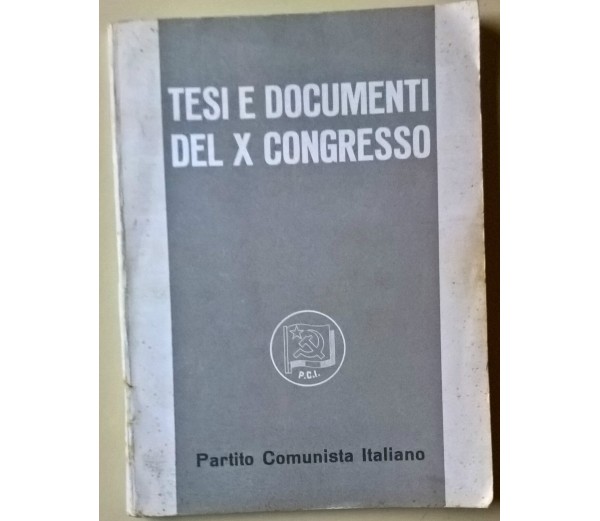 TESI E DOCUMENTI
DEL X CONGRESSO
P.C.I.
Partito Comunista Italiano